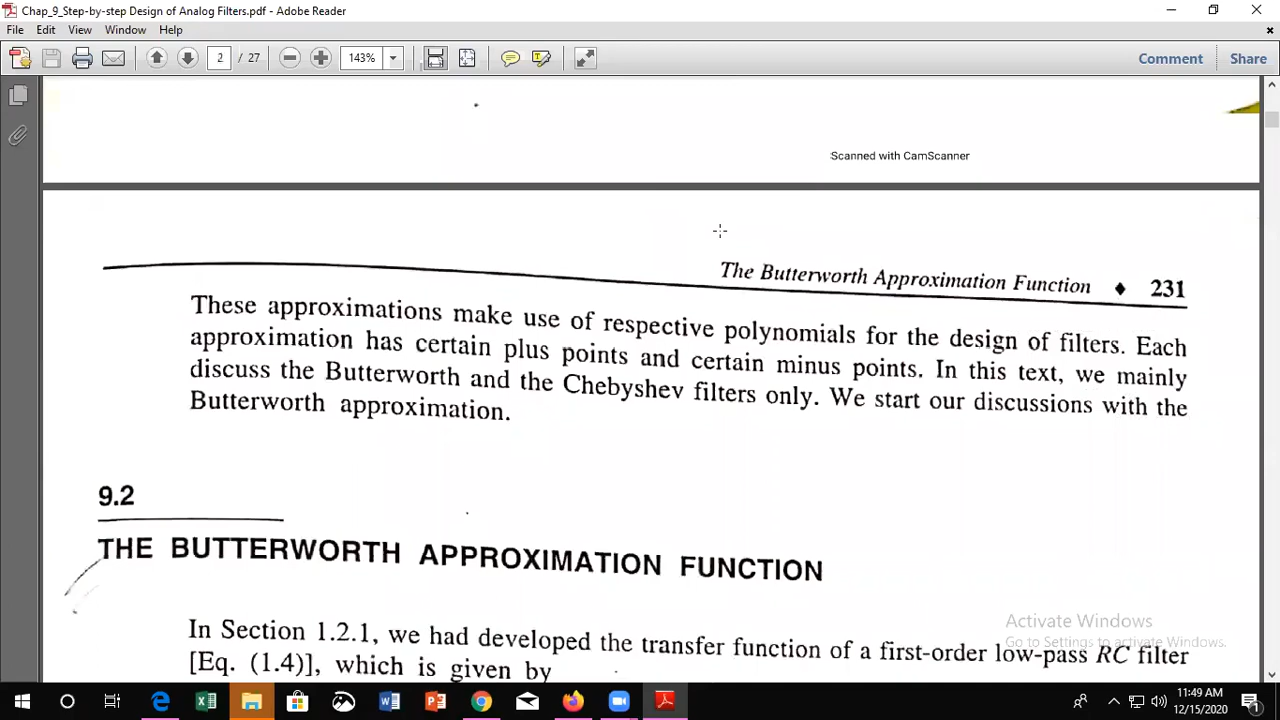 Chap_9_Step-by-step Design of Analog Filters.pdf - Adobe Reader
File Edit View Window Help
2 / 27 143% Comment Share
Scanned with CamScanner
The Butterworth Approximation Function ♦ 231
These approximations make use of respective polynomials for the design of filters. Each
approximation has certain plus points and certain minus points. In this text, we mainly
discuss the Butterworth and the Chebyshev filters only. We start our discussions with the
Butterworth approximation.
9.2
THE BUTTERWORTH APPROXIMATION FUNCTION
In Section 1.2.1, we had developed the transfer function of a first-order low-pass RC filter
[Eq. (1.4)], which is given by
Activate Windows
Go to Settings to activate Windows.
11:49 AM
12/15/2020